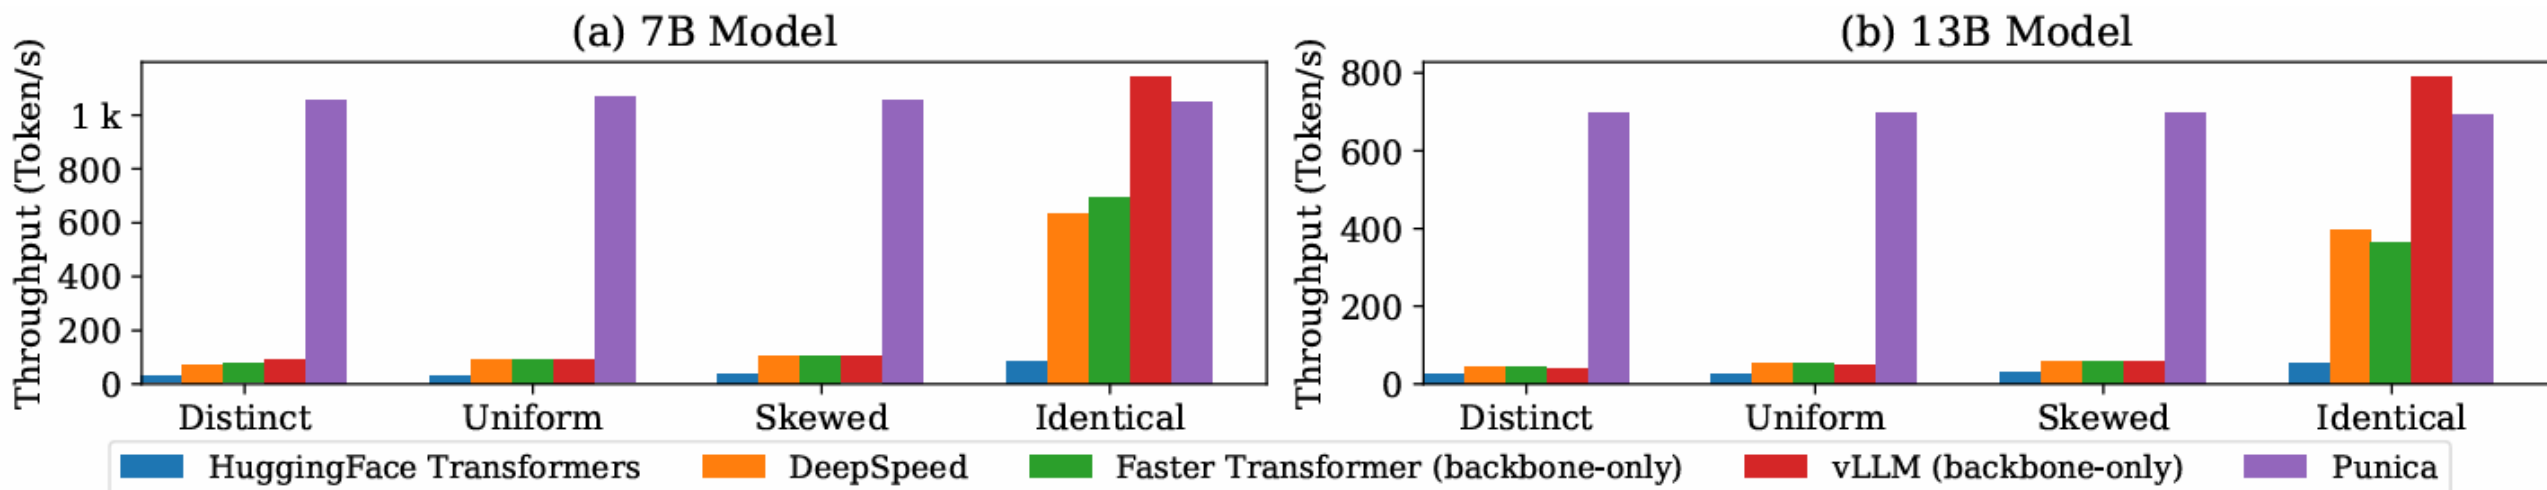 (a) 7B Model
Throughput (Token/s)
1 k
800
600
400
200
0
Distinct Uniform Skewed Identical
(b) 13B Model
Throughput (Token/s)
800
600
400
200
0
Distinct Uniform Skewed Identical
HuggingFace Transformers DeepSpeed Faster Transformer (backbone-only) vLLM (backbone-only) Punica